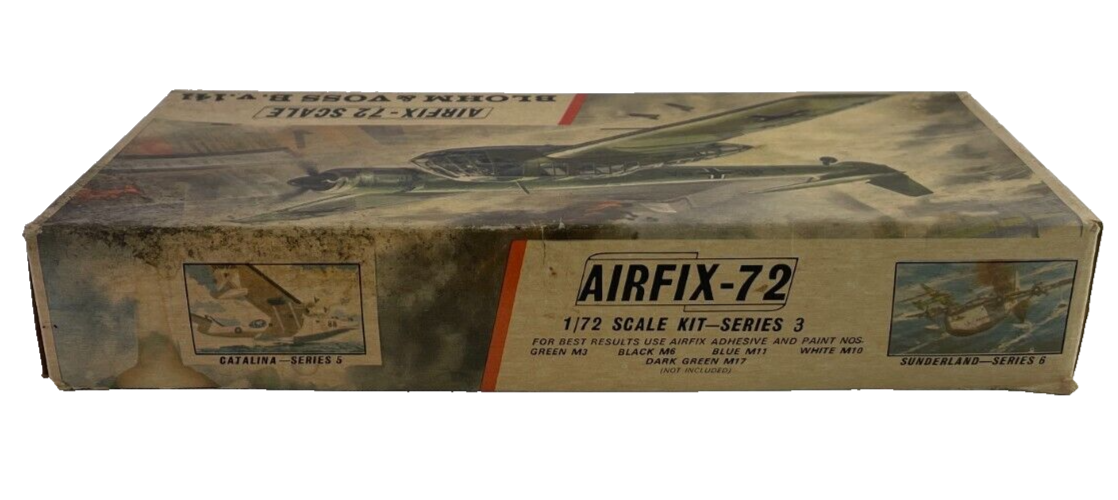 AIRFIX-72 SCALE
BLOHM & VOSS B.v.141
AIRFIX-72
1/72 SCALE KIT—SERIES 3
FOR BEST RESULTS USE AIRFIX ADHESIVE AND PAINT NOS.
GREEN M3 BLACK M6 BLUE M11 WHITE M10
DARK GREEN M17
(NOT INCLUDED)
CATALINA—SERIES 5
SUNDERLAND—SERIES 6